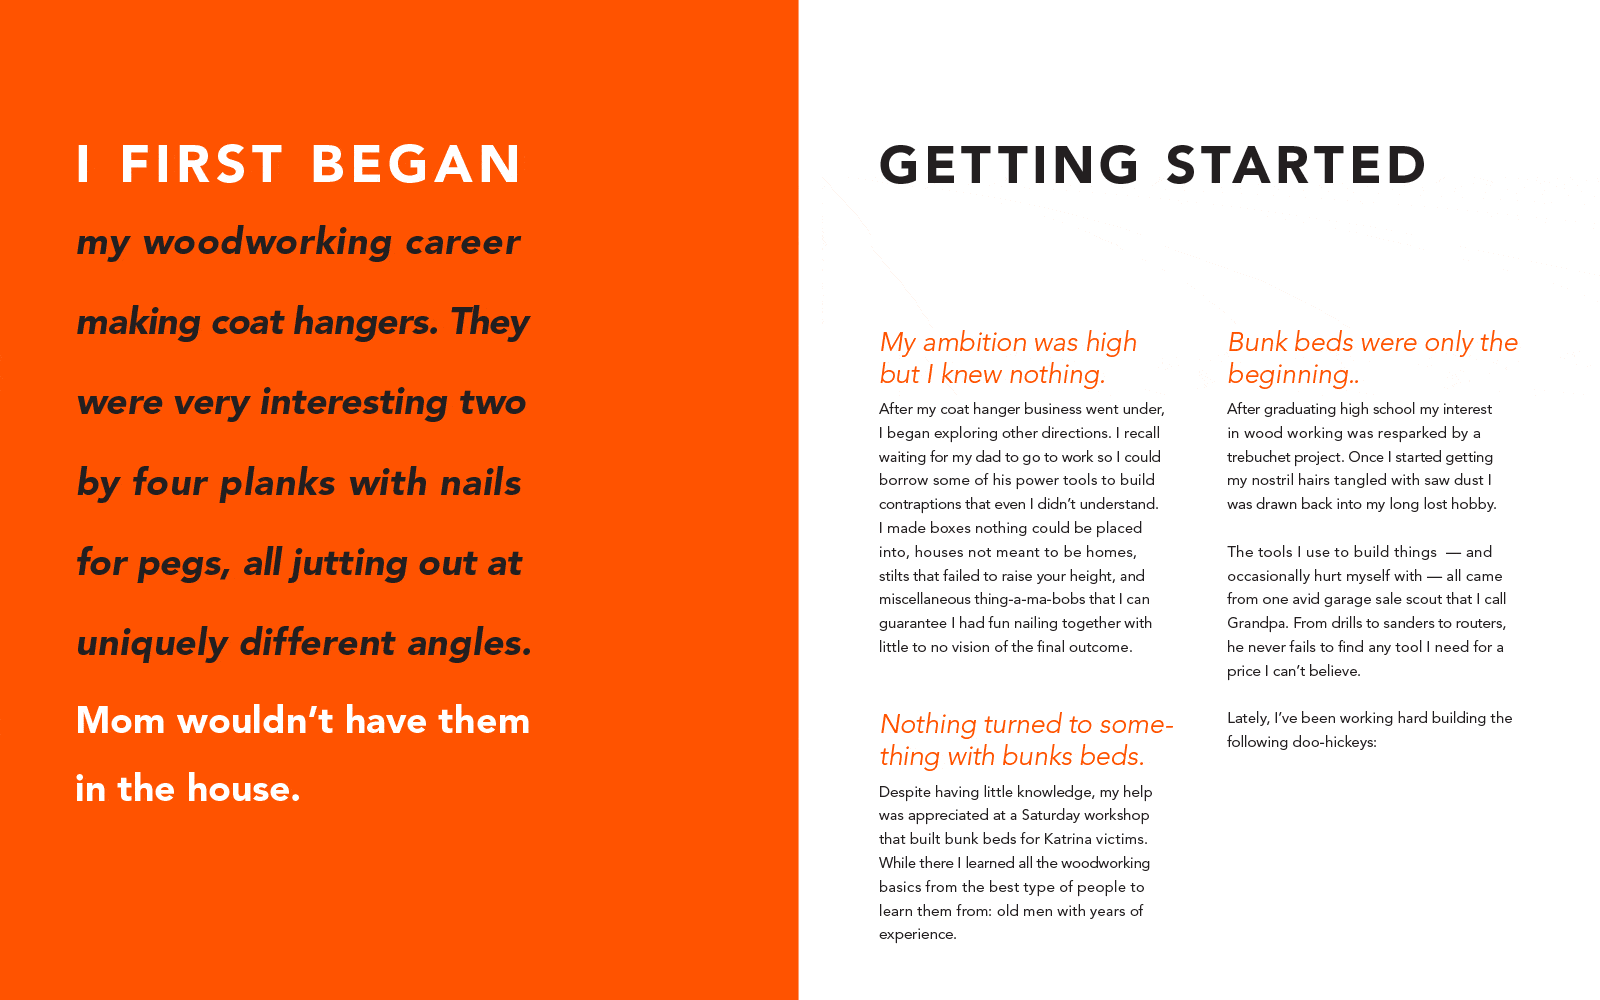 I FIRST BEGAN
my woodworking career
making coat hangers. They
were very interesting two
by four planks with nails
for pegs, all jutting out at
uniquely different angles.
Mom wouldn’t have them
in the house.
GETTING STARTED
My ambition was high
but I knew nothing.
After my coat hanger business went under,
I began exploring other directions. I recall
waiting for my dad to go to work so I could
borrow some of his power tools to build
contraptions that even I didn’t understand.
I made boxes nothing could be placed
into, houses not meant to be homes,
stilts that failed to raise your height, and
miscellaneous thing-a-ma-bobs that I can
guarantee I had fun nailing together with
little to no vision of the final outcome.
Nothing turned to some-
thing with bunks beds.
Despite having little knowledge, my help
was appreciated at a Saturday workshop
that built bunk beds for Katrina victims.
While there I learned all the woodworking
basics from the best type of people to
learn them from: old men with years of
experience.
Bunk beds were only the
beginning..
After graduating high school my interest
in wood working was resparked by a
trebuchet project. Once I started getting
my nostril hairs tangled with saw dust I
was drawn back into my long lost hobby.
The tools I use to build things — and
occasionally hurt myself with — all came
from one avid garage sale scout that I call
Grandpa. From drills to sanders to routers,
he never fails to find any tool I need for a
price I can’t believe.
Lately, I’ve been working hard building the
following doo-hickeys: